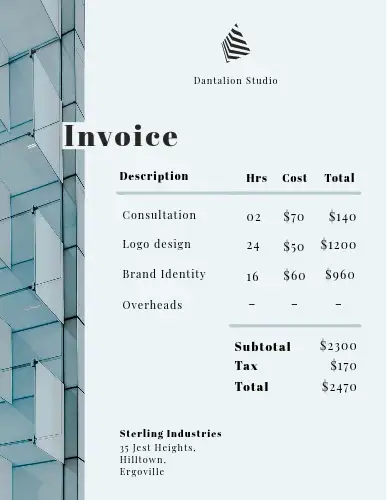 Dantalion Studio
Invoice
Description Hrs Cost Total
Consultation 02 $70 $140
Logo design 24 $50 $1200
Brand Identity 16 $60 $960
Overheads – – –
Subtotal $2300
Tax $170
Total $2470
Sterling Industries
35 Jest Heights,
Hilltown,
Ergoville